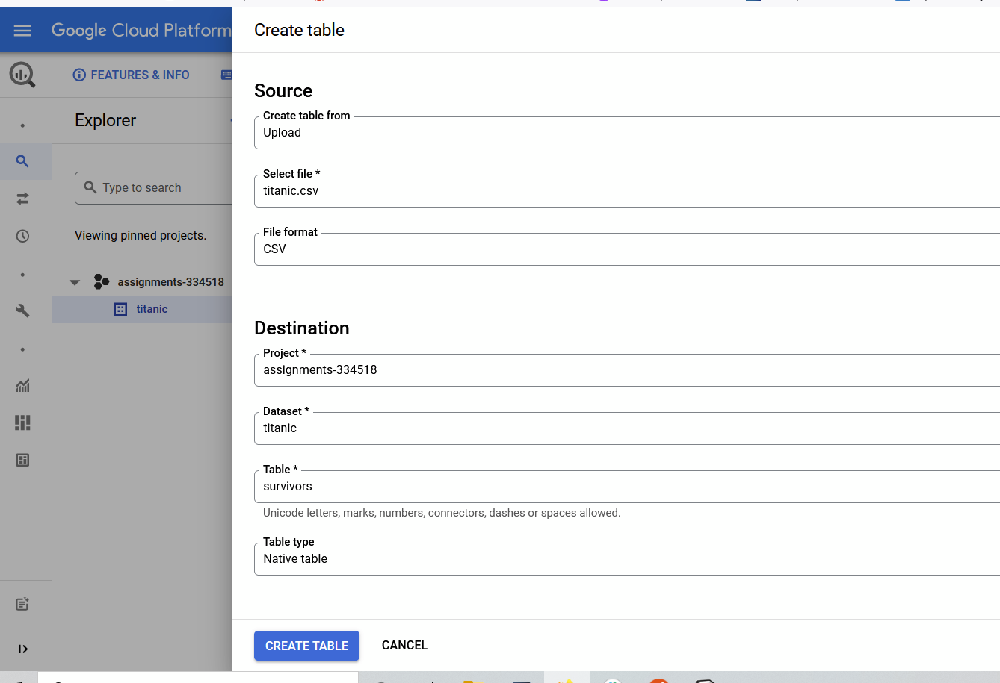 Google Cloud Platform
FEATURES & INFO
Explorer
Type to search
Viewing pinned projects.
assignments-334518
titanic
Create table
Source
Create table from
Upload
Select file *
titanic.csv
File format
CSV
Destination
Project *
assignments-334518
Dataset *
titanic
Table *
survivors
Unicode letters, marks, numbers, connectors, dashes or spaces allowed.
Table type
Native table
CREATE TABLE
CANCEL